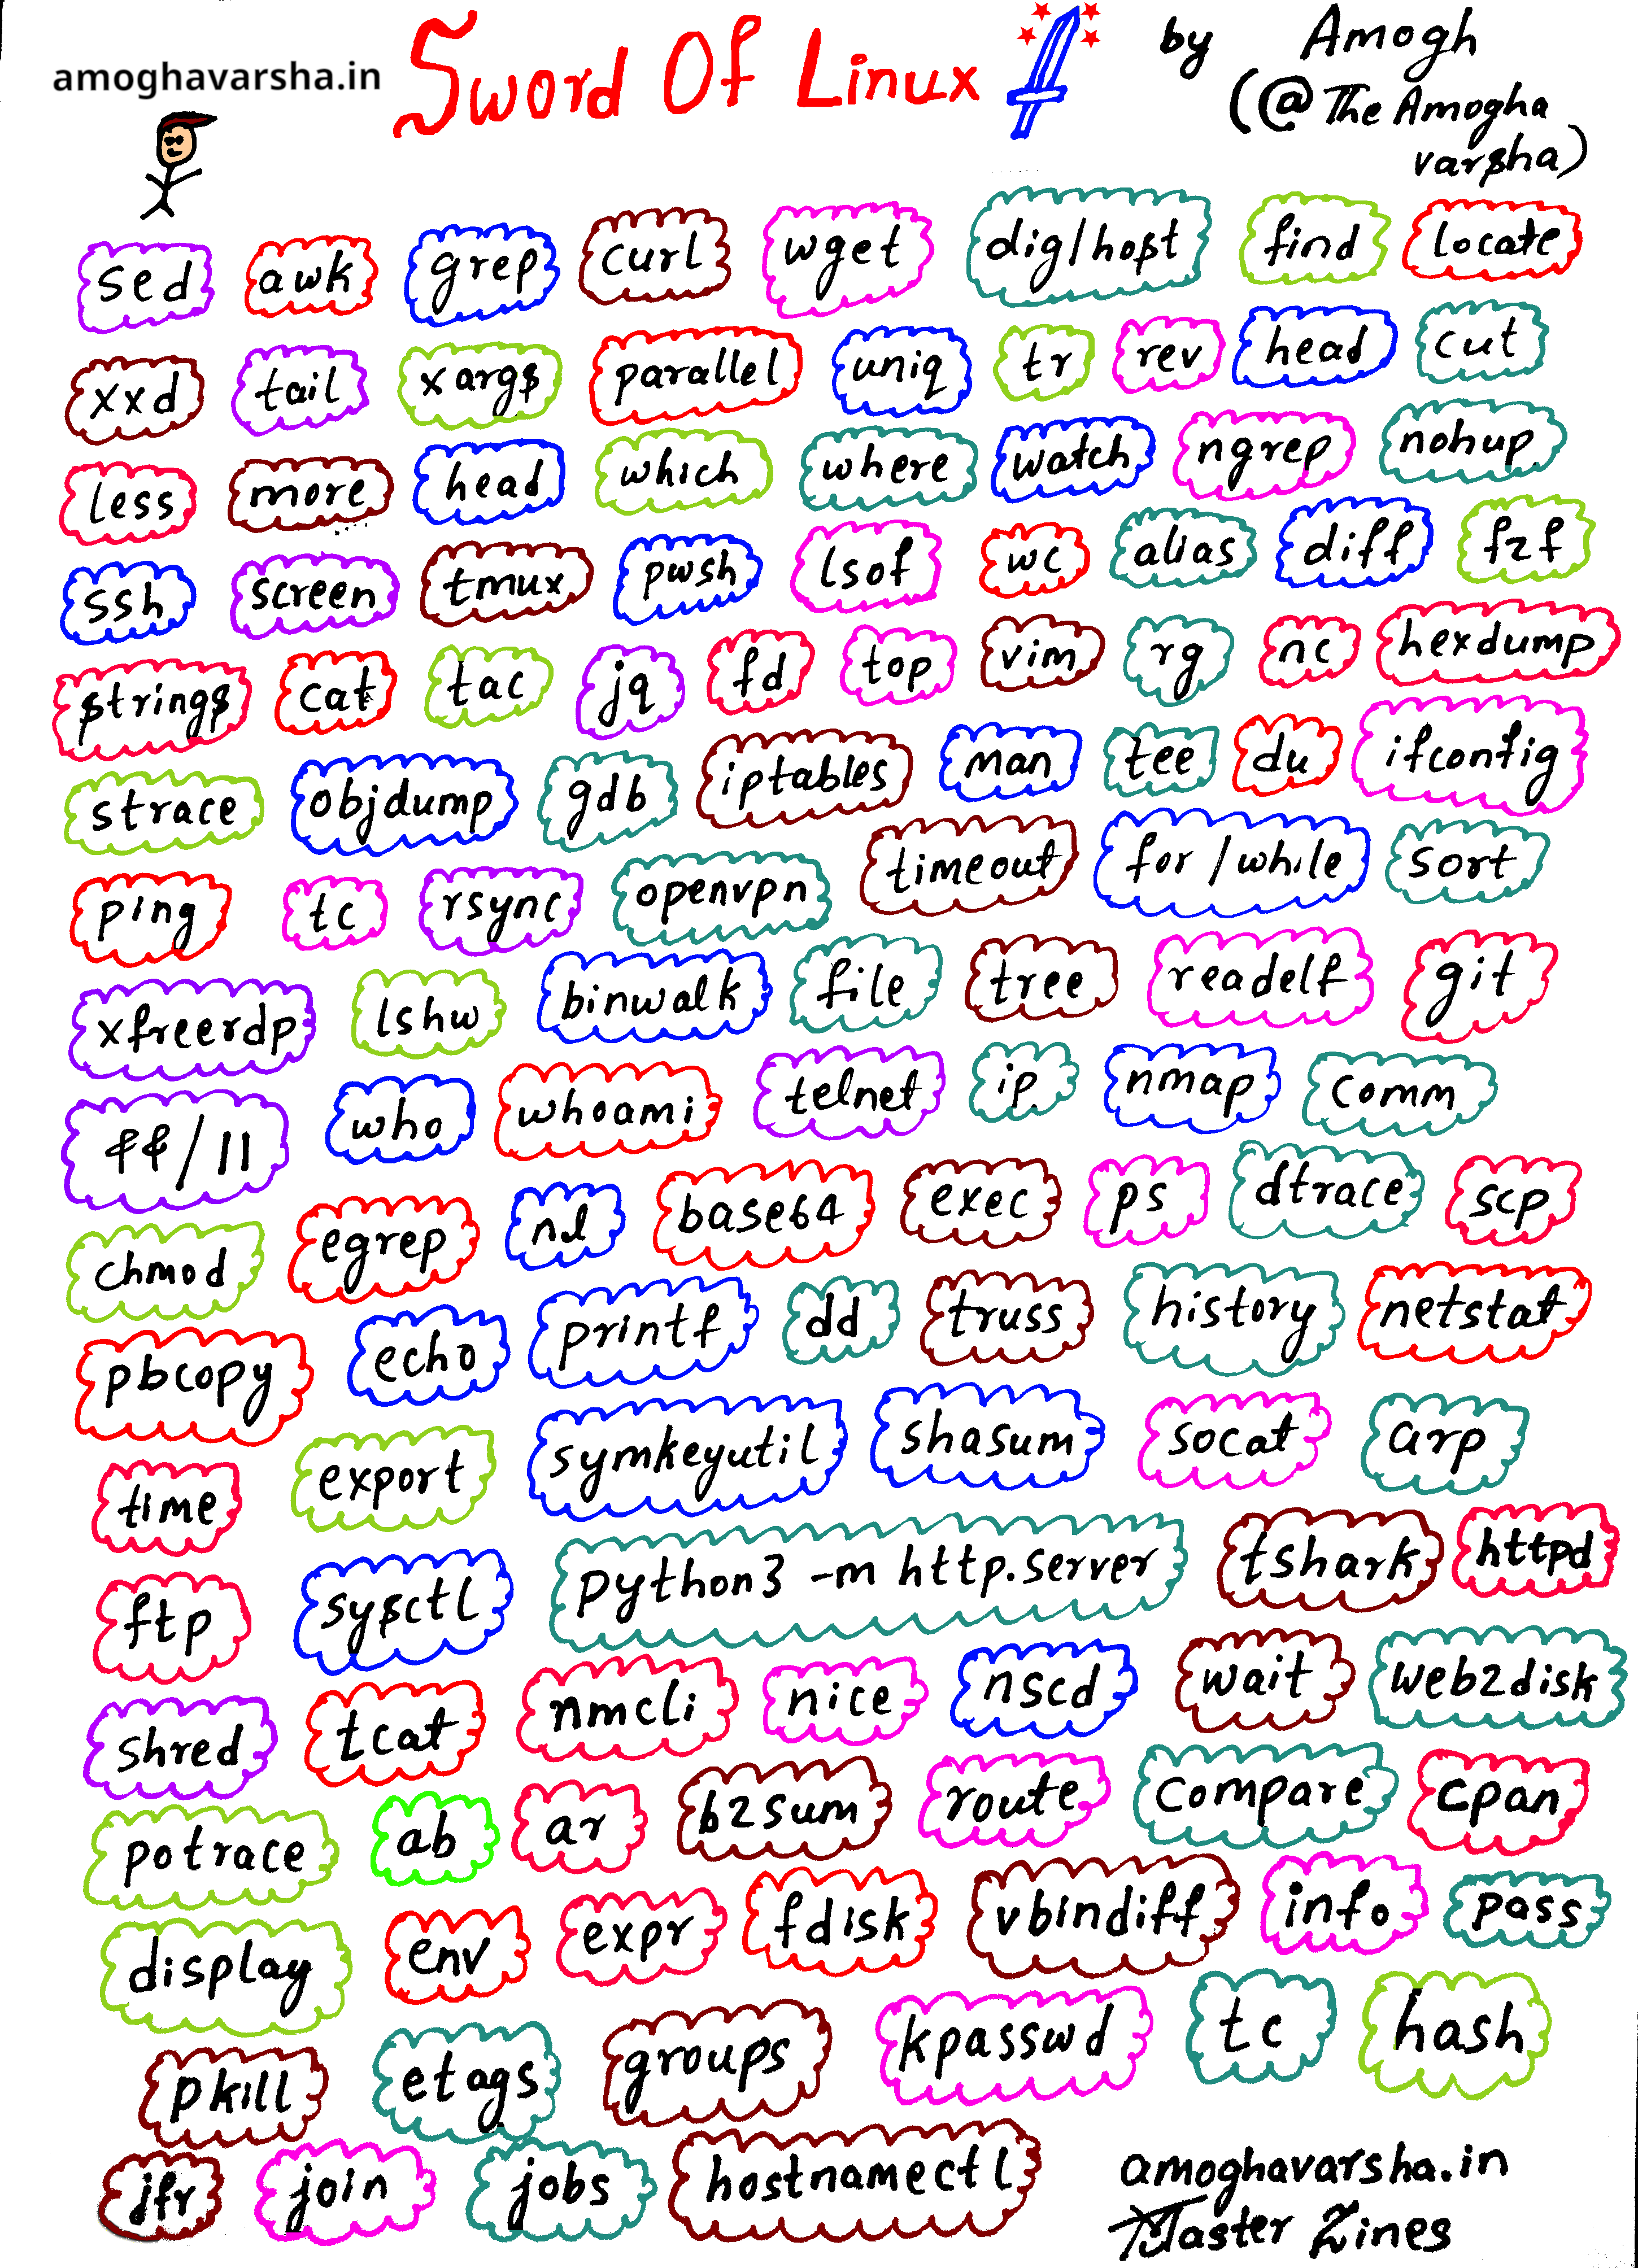 amoghavarsha.in
Sword Of Linux
by Amogh
(@TheAmogha
varsha)
sed awk grep curl wget dig/host find locate
xxd tail xargs parallel uniq tr rev head cut
less more head which where watch ngrep nohup
ssh screen tmux pwsh lsof wc alias diff fzf
strings cat tac jq fd top vim rg nc hexdump
strace objdump gdb iptables man tee du ifconfig
ping tc rsync openvpn timeout for/while sort
xfreerdp lshw binwalk file tree readelf git
&&/|| who whoami telnet ip nmap comm
chmod egrep nl base64 exec ps dtrace scp
pbcopy echo printf dd truss history netstat
time export symkeyutil shasum socat arp
ftp sysctl python3 -m http.server tshark httpd
shred tcat nmcli nice nscd wait web2disk
potrace ab ar b2sum route compare cpan
display env expr fdisk vbindiff info pass
pkill etags groups kpasswd tc hash
jfr join jobs hostnamectl
amoghavarsha.in
Master Zines